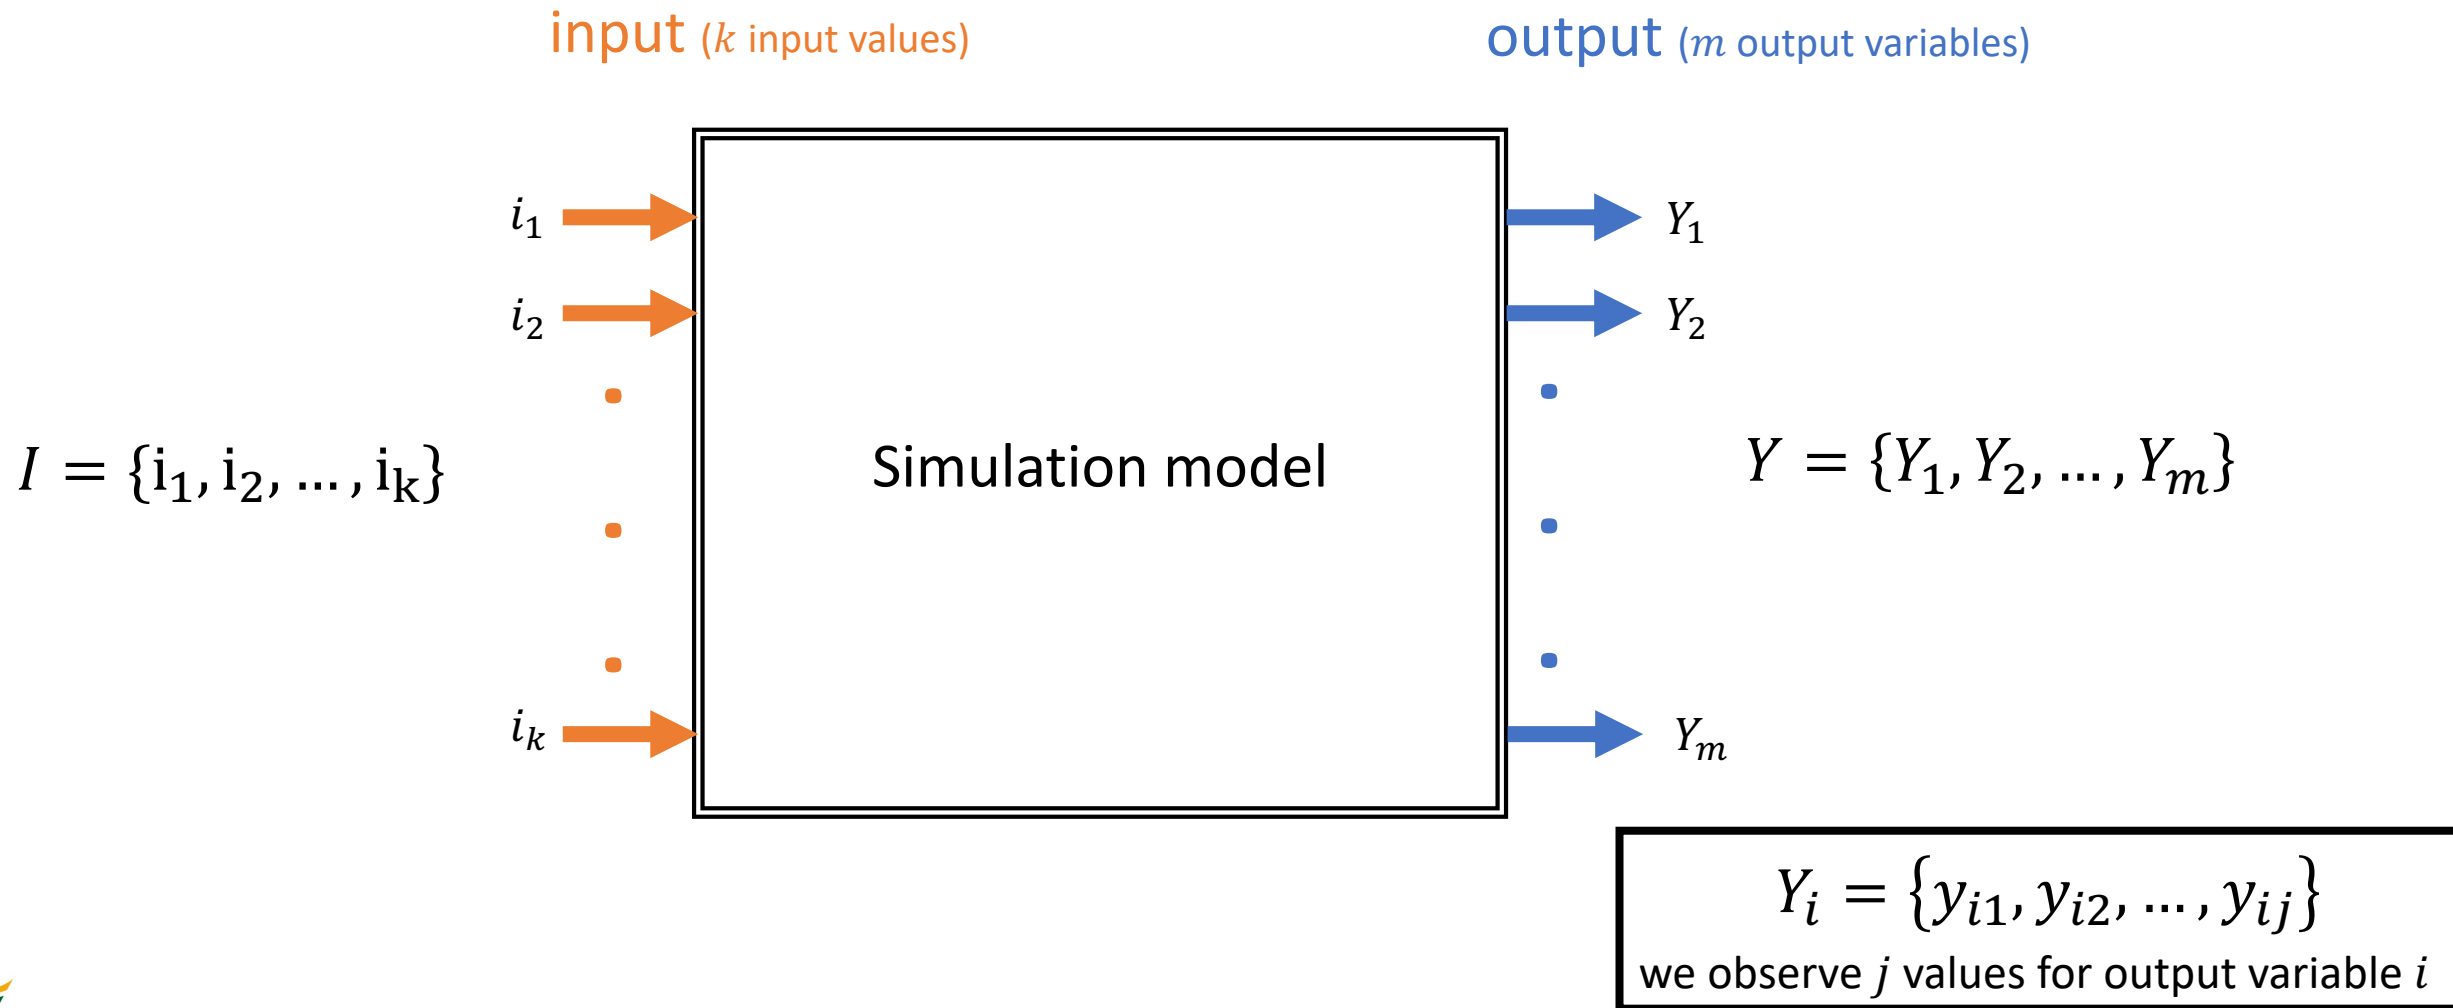 input (k input values)
output (m output variables)
i₁
Y₁
i₂
Y₂
I = {i₁, i₂, … , iₖ}
Simulation model
Y = {Y₁, Y₂, … , Yₘ}
iₖ
Yₘ
Yᵢ = {yᵢ₁, yᵢ₂, … , yᵢⱼ}
we observe j values for output variable i